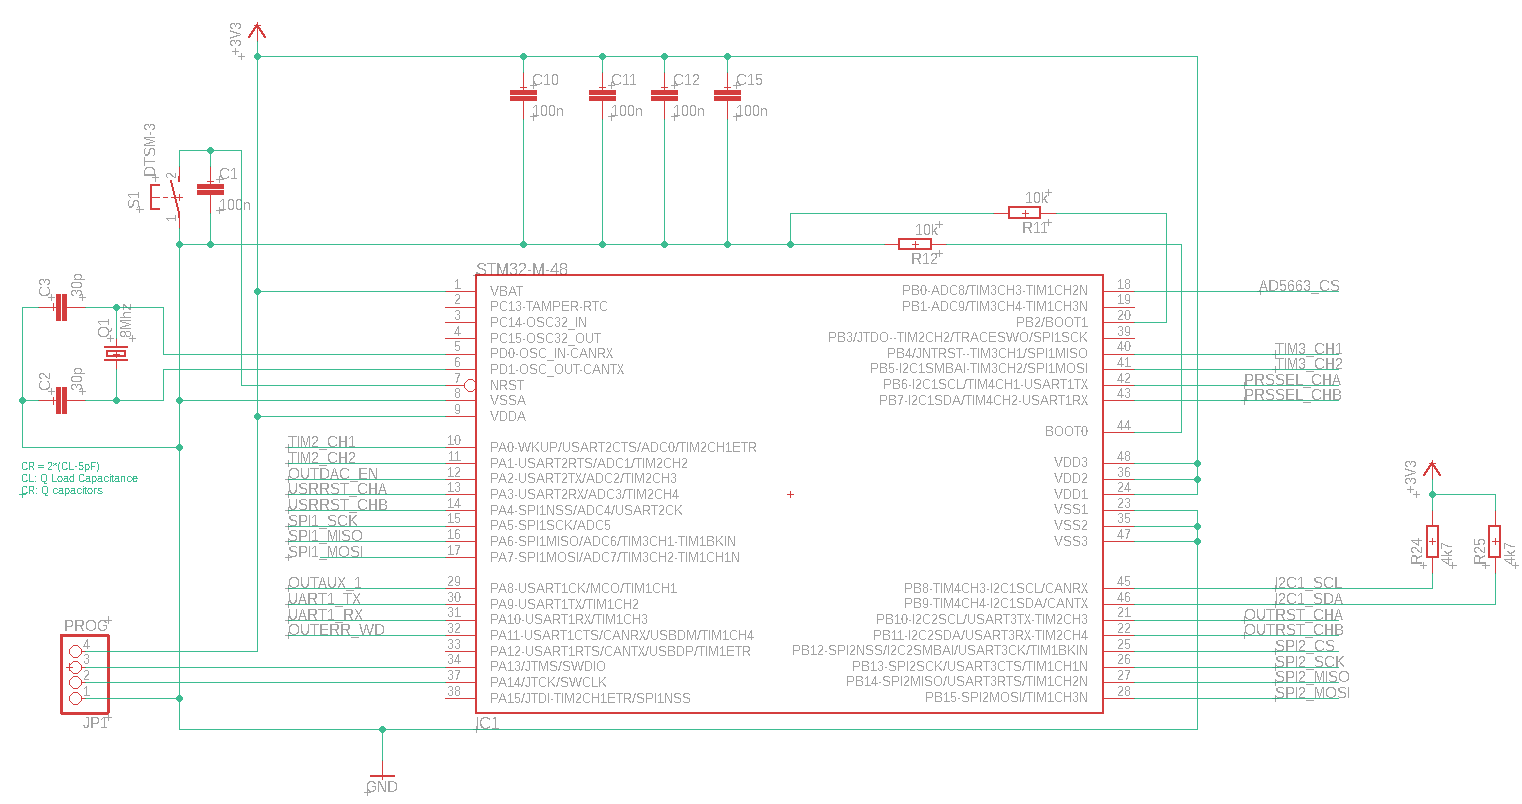 +3V3
C10
100n
C11
100n
C12
100n
C15
100n
DTSM-3
S1
2
1
C1
100n
10k
R11
10k
R12
C3
30p
Q1
8Mhz
C2
30p
CR = 2*(CL-5pF)
CL: Q Load Capacitance
CR: Q capacitors
STM32-M-48
1 VBAT
2 PC13-TAMPER-RTC
3 PC14-OSC32_IN
4 PC15-OSC32_OUT
5 PD0-OSC_IN-CANRX
6 PD1-OSC_OUT-CANTX
7 NRST
8 VSSA
9 VDDA
TIM2_CH1 10 PA0-WKUP/USART2CTS/ADC0/TIM2CH1ETR
TIM2_CH2 11 PA1-USART2RTS/ADC1/TIM2CH2
OUTDAC_EN 12 PA2-USART2TX/ADC2/TIM2CH3
USRRST_CHA 13 PA3-USART2RX/ADC3/TIM2CH4
USRRST_CHB 14 PA4-SPI1NSS/ADC4/USART2CK
SPI1_SCK 15 PA5-SPI1SCK/ADC5
SPI1_MISO 16 PA6-SPI1MISO/ADC6/TIM3CH1-TIM1BKIN
SPI1_MOSI 17 PA7-SPI1MOSI/ADC7/TIM3CH2-TIM1CH1N
OUTAUX_1 29 PA8-USART1CK/MCO/TIM1CH1
UART1_TX 30 PA9-USART1TX/TIM1CH2
UART1_RX 31 PA10-USART1RX/TIM1CH3
OUTERR_WD 32 PA11-USART1CTS/CANRX/USBDM/TIM1CH4
33 PA12-USART1RTS/CANTX/USBDP/TIM1ETR
34 PA13/JTMS/SWDIO
37 PA14/JTCK/SWCLK
38 PA15/JTDI-TIM2CH1ETR/SPI1NSS
PB0-ADC8/TIM3CH3-TIM1CH2N 18 AD5663_CS
PB1-ADC9/TIM3CH4-TIM1CH3N 19
PB2/BOOT1 20
PB3/JTDO--TIM2CH2/TRACESWO/SPI1SCK 39
PB4/JNTRST--TIM3CH1/SPI1MISO 40 TIM3_CH1
PB5-I2C1SMBAI-TIM3CH2/SPI1MOSI 41 TIM3_CH2
PB6-I2C1SCL/TIM4CH1-USART1TX 42 PRSSEL_CHA
PB7-I2C1SDA/TIM4CH2-USART1RX 43 PRSSEL_CHB
BOOT0 44
VDD3 48
VDD2 36
VDD1 24
VSS1 23
VSS2 35
VSS3 47
PB8-TIM4CH3-I2C1SCL/CANRX 45 I2C1_SCL
PB9-TIM4CH4-I2C1SDA/CANTX 46 I2C1_SDA
PB10-I2C2SCL/USART3TX-TIM2CH3 21 OUTRST_CHA
PB11-I2C2SDA/USART3RX-TIM2CH4 22 OUTRST_CHB
PB12-SPI2NSS/I2C2SMBAI/USART3CK/TIM1BKIN 25 SPI2_CS
PB13-SPI2SCK/USART3CTS/TIM1CH1N 26 SPI2_SCK
PB14-SPI2MISO/USART3RTS/TIM1CH2N 27 SPI2_MISO
PB15-SPI2MOSI/TIM1CH3N 28 SPI2_MOSI
IC1
+3V3
R24
4k7
R25
4k7
PROG
4
3
2
1
JP1
GND